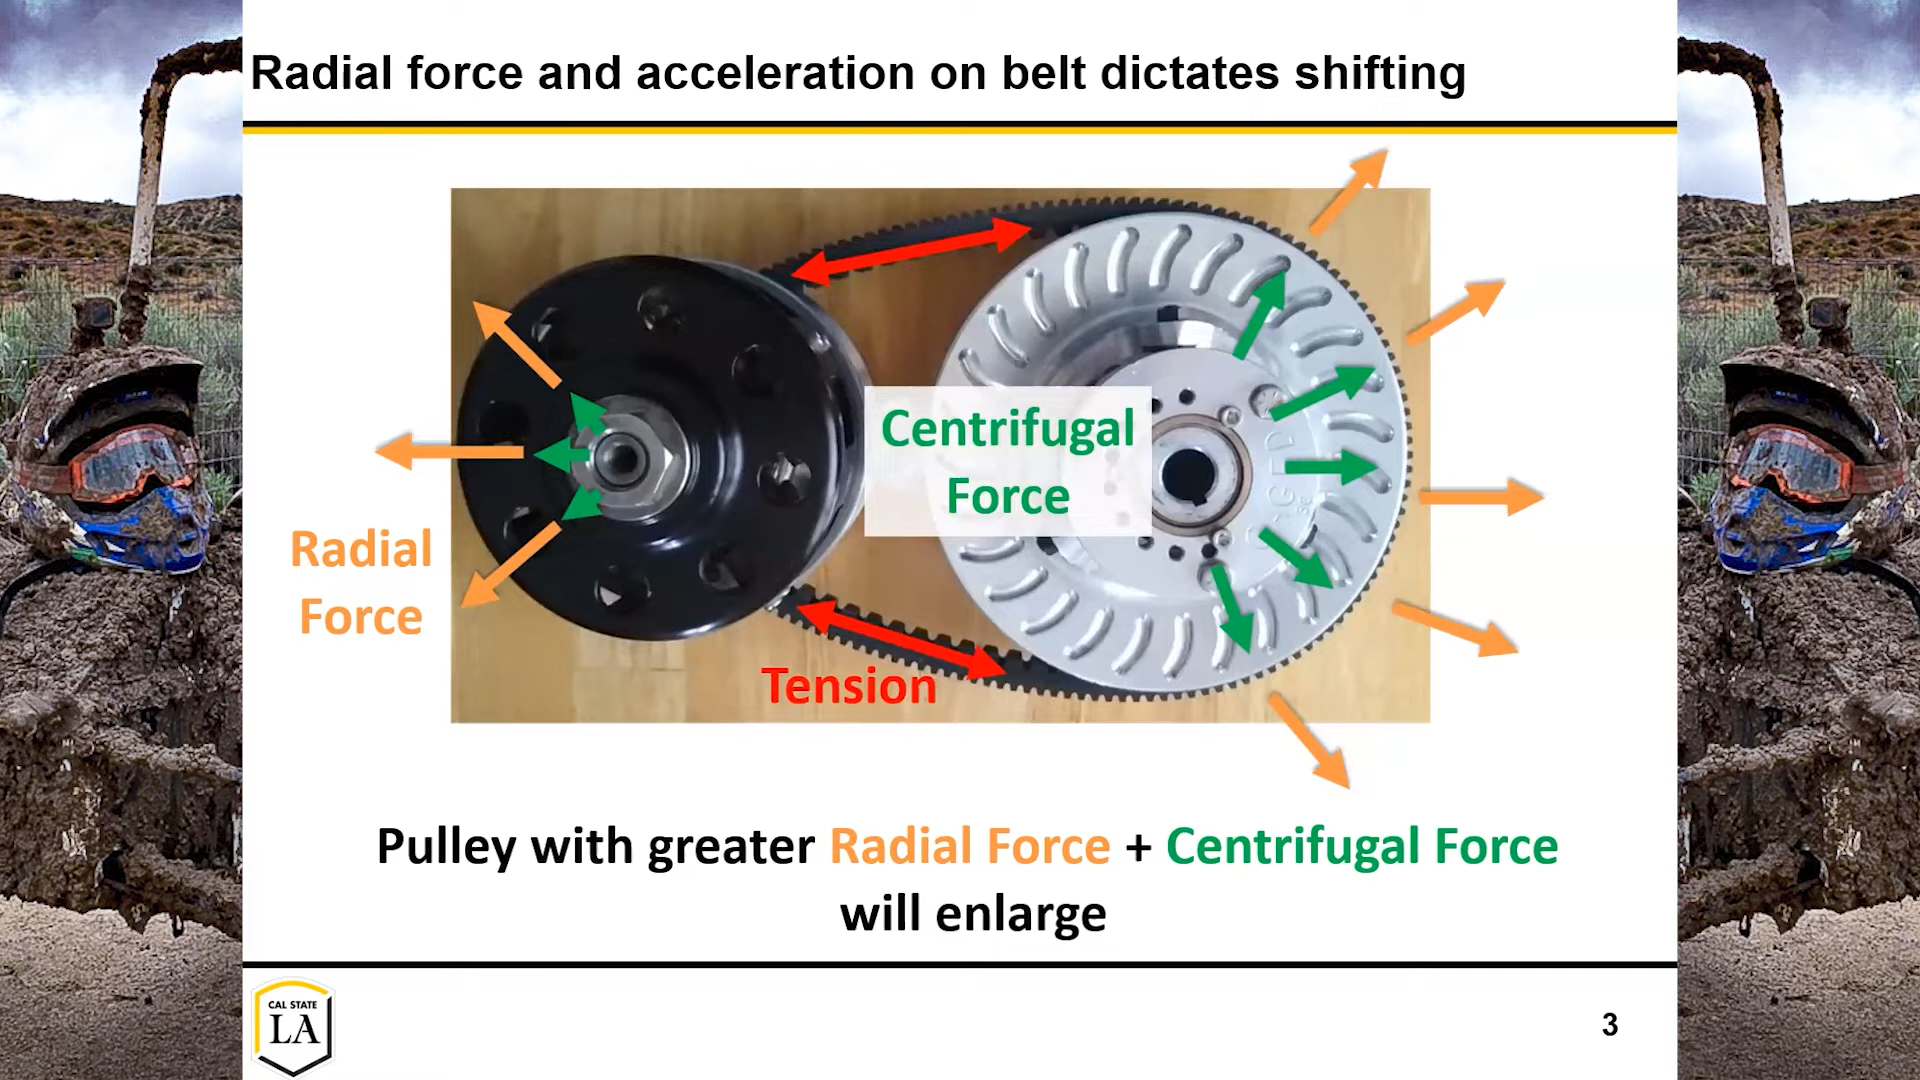 Radial force and acceleration on belt dictates shifting
Centrifugal
Force
Radial
Force
Tension
Pulley with greater Radial Force + Centrifugal Force
will enlarge
CAL STATE
LA
3